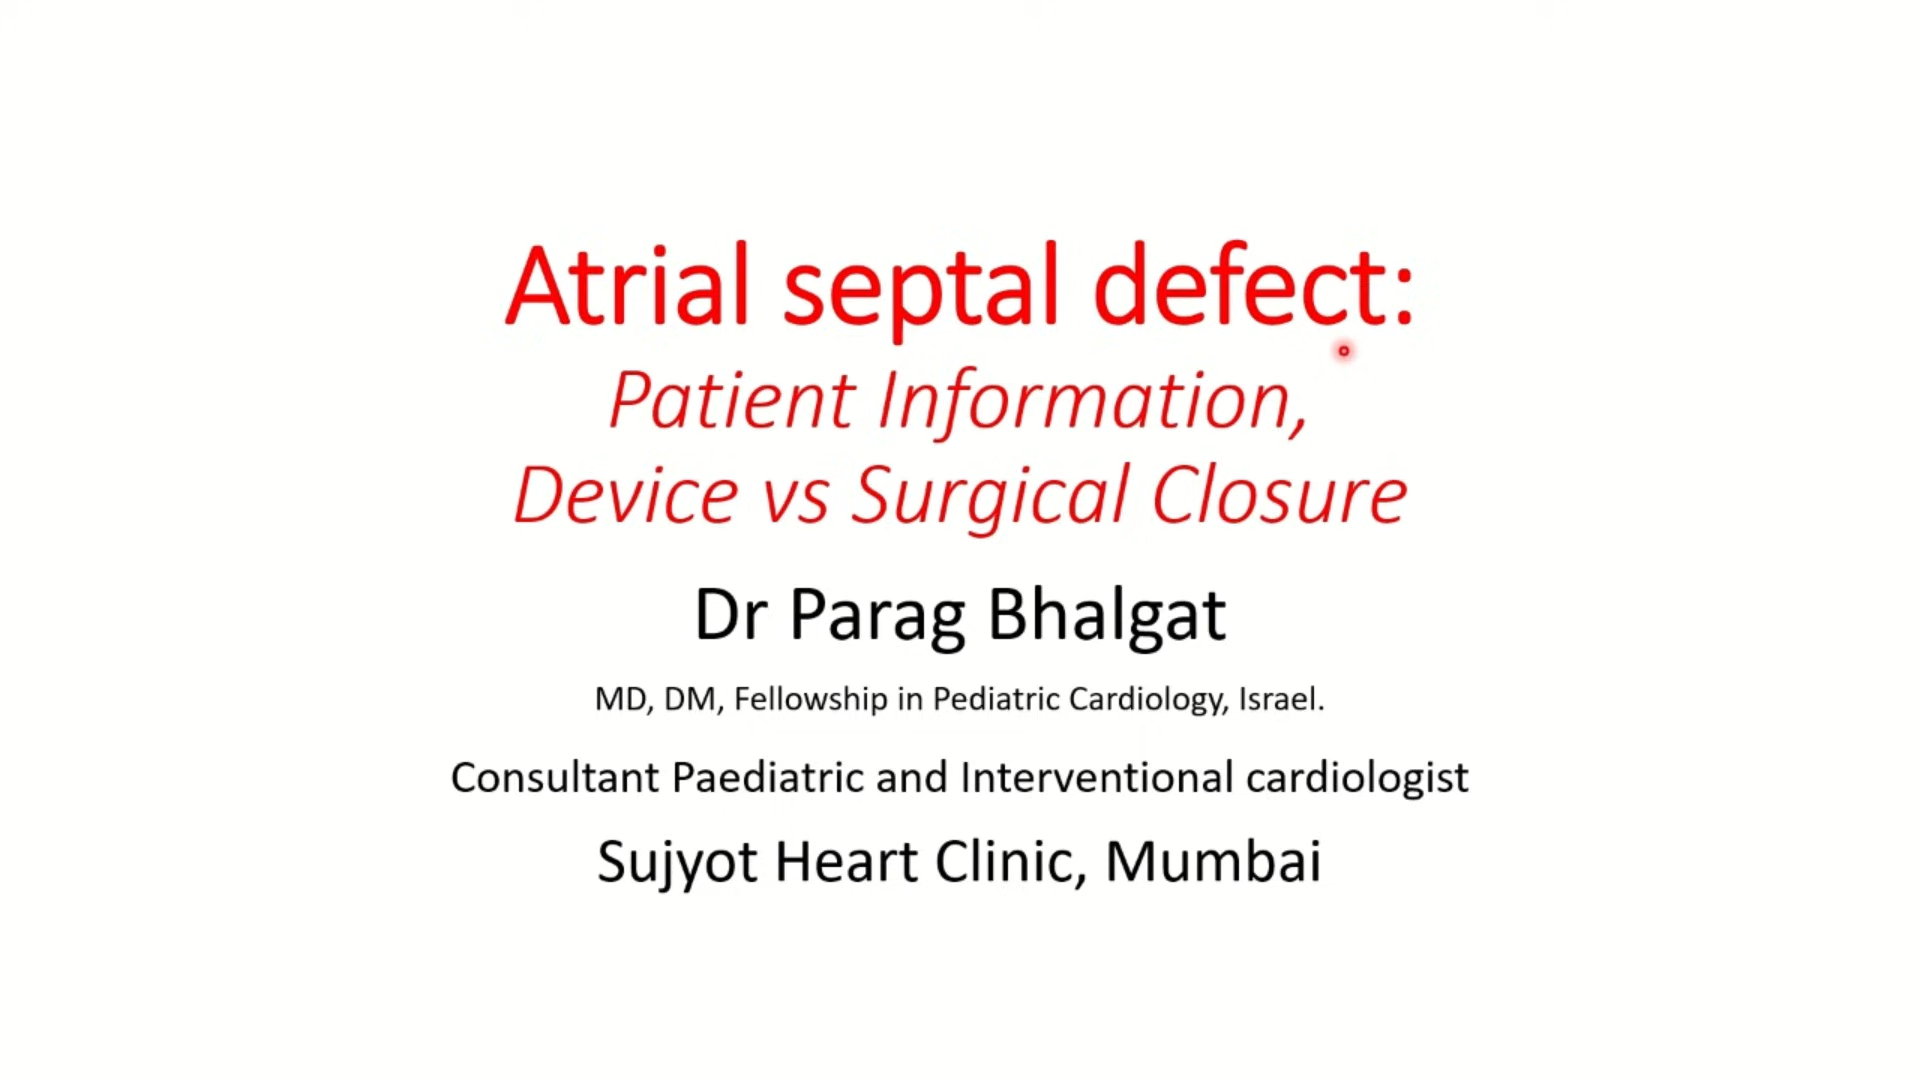 Atrial septal defect:
Patient Information,
Device vs Surgical Closure
Dr Parag Bhalgat
MD, DM, Fellowship in Pediatric Cardiology, Israel.
Consultant Paediatric and Interventional cardiologist
Sujyot Heart Clinic, Mumbai